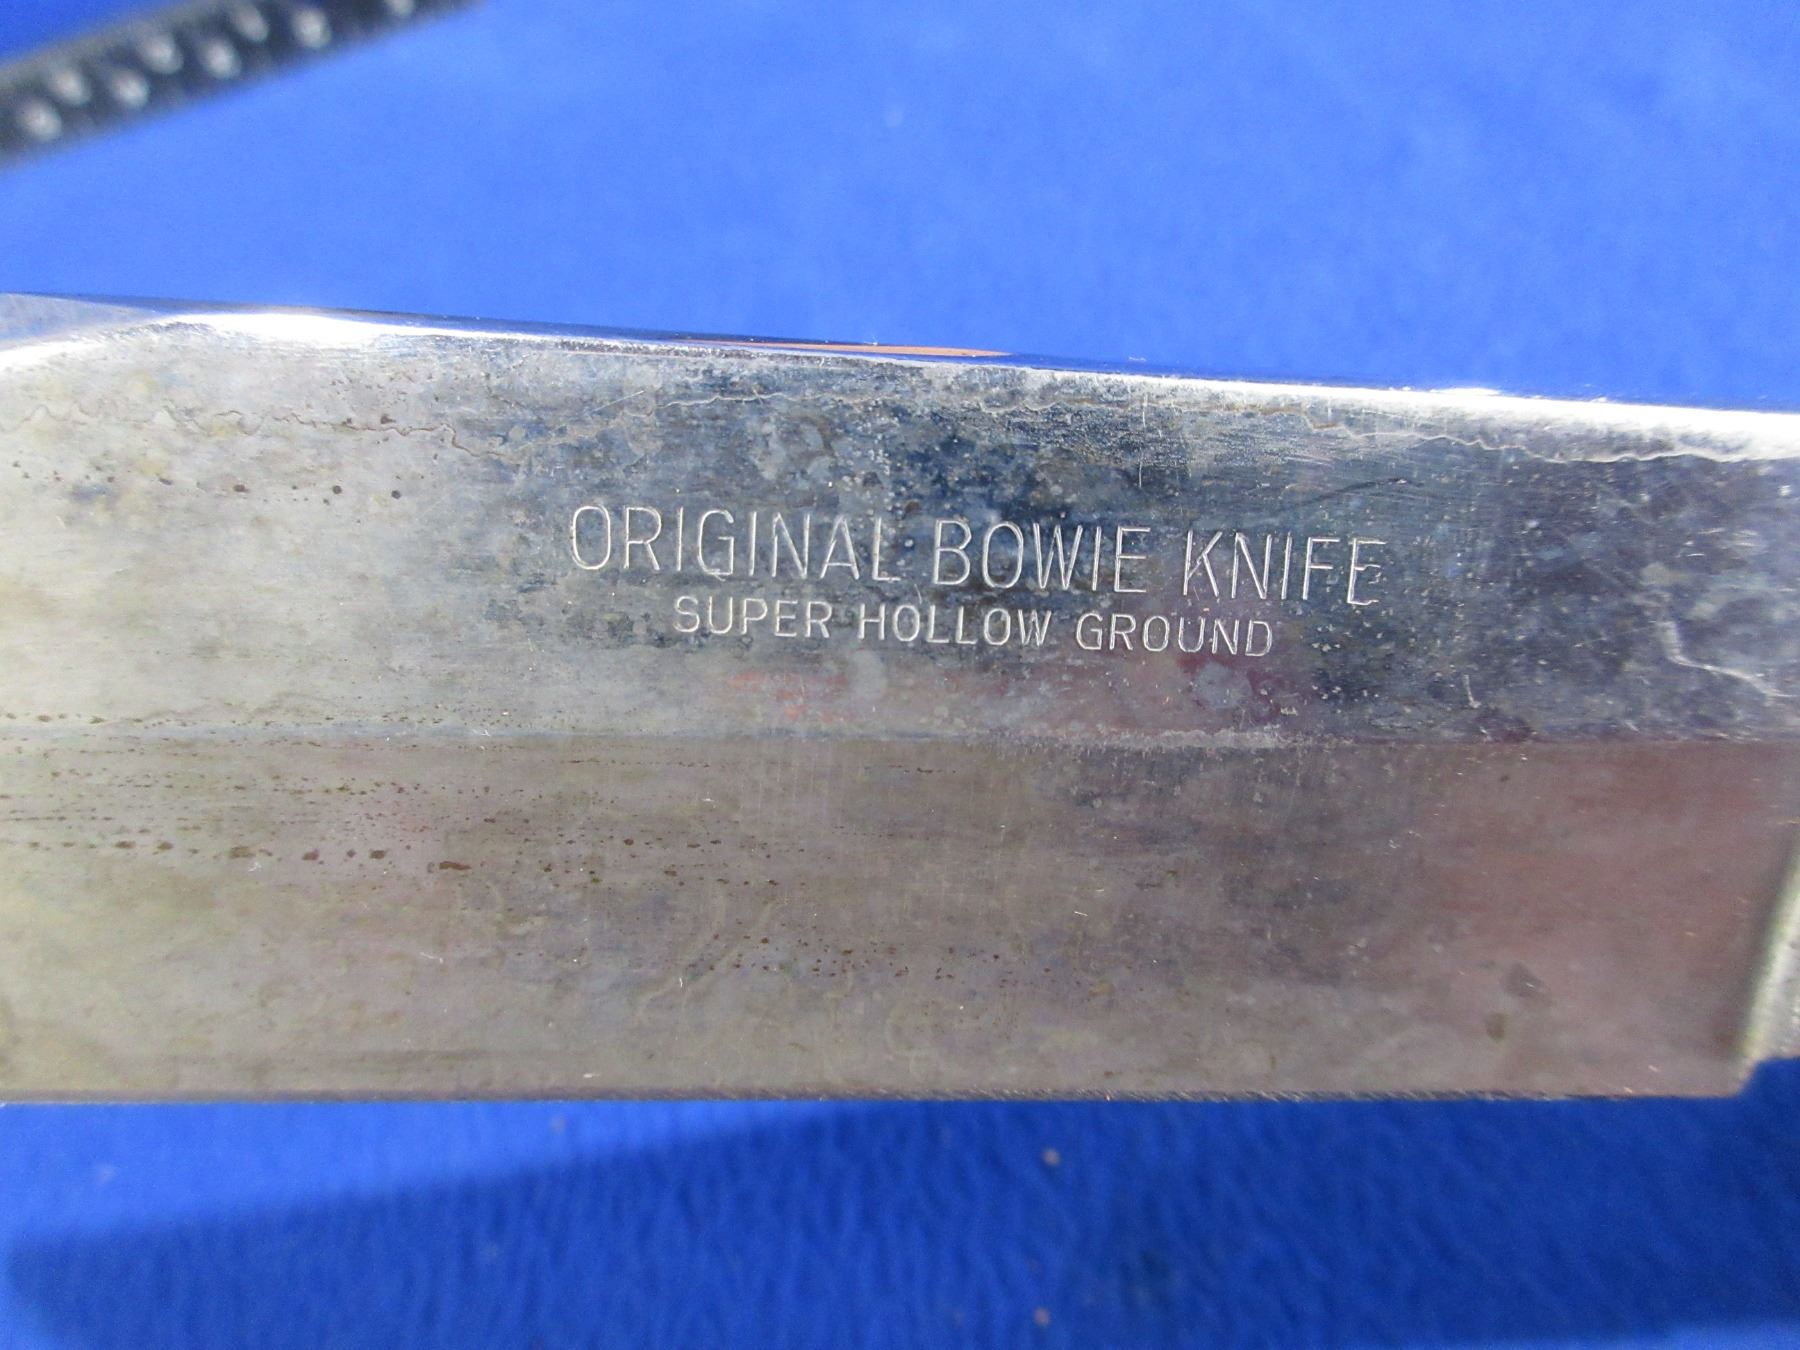 ORIGINAL BOWIE KNIFE
SUPER HOLLOW GROUND